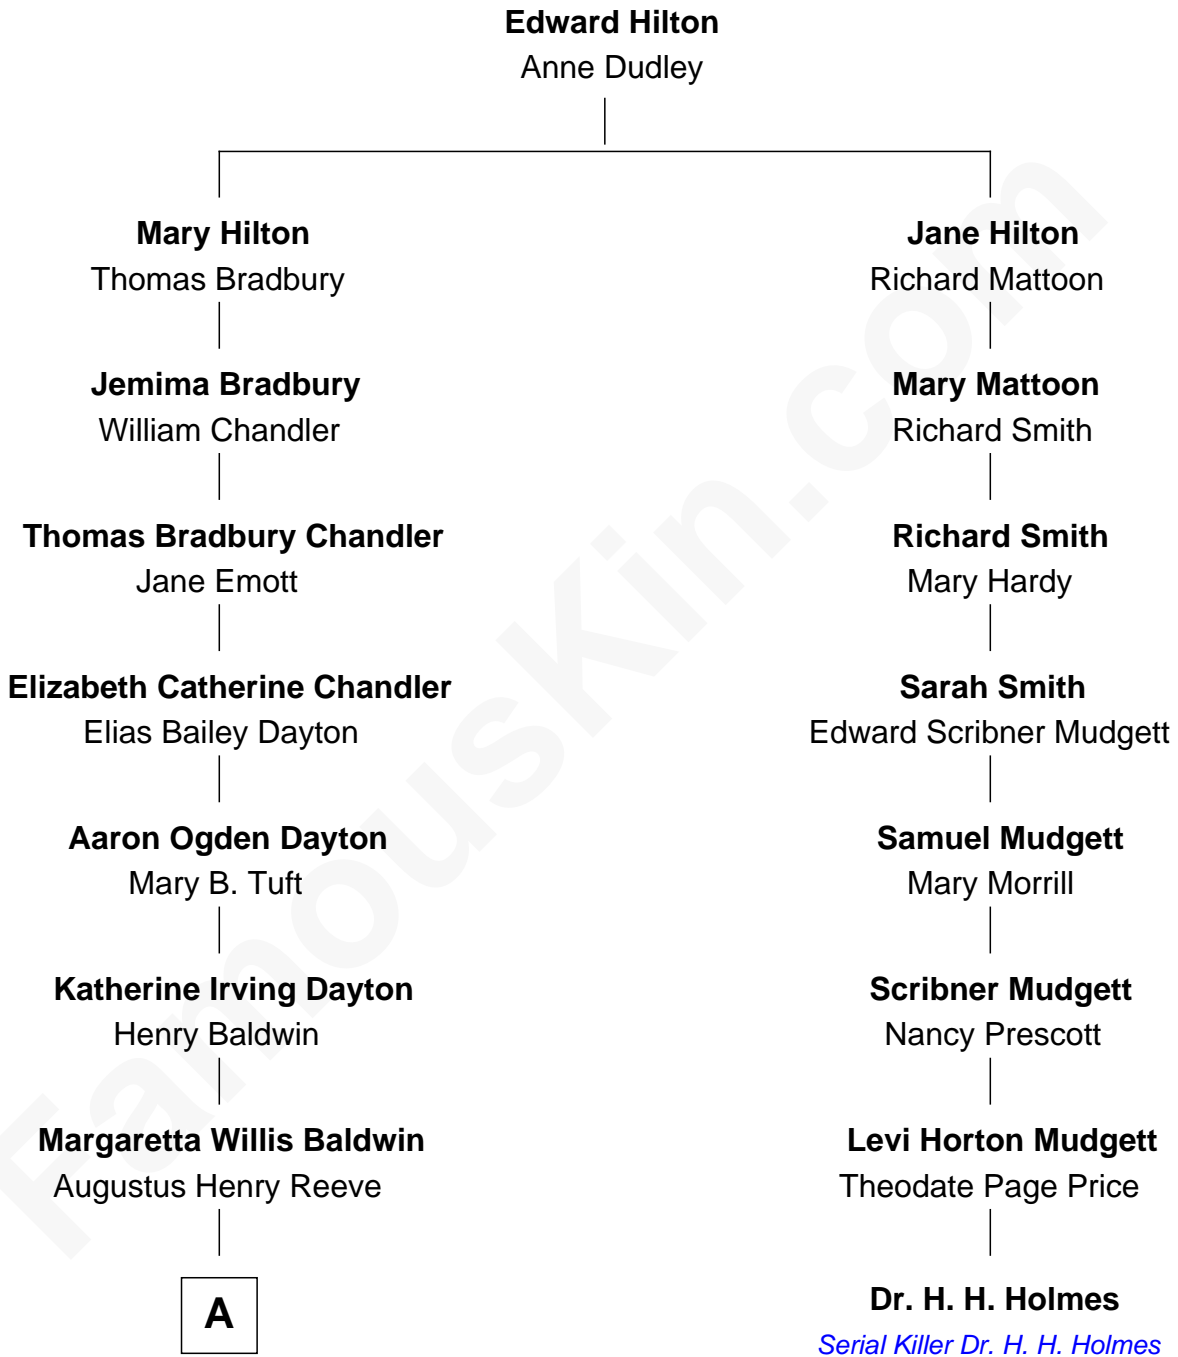 Edward Hilton
Anne Dudley
Mary Hilton
Thomas Bradbury
Jemima Bradbury
William Chandler
Thomas Bradbury Chandler
Jane Emott
Elizabeth Catherine Chandler
Elias Bailey Dayton
Aaron Ogden Dayton
Mary B. Tuft
Katherine Irving Dayton
Henry Baldwin
Margaretta Willis Baldwin
Augustus Henry Reeve
A
Jane Hilton
Richard Mattoon
Mary Mattoon
Richard Smith
Richard Smith
Mary Hardy
Sarah Smith
Edward Scribner Mudgett
Samuel Mudgett
Mary Morrill
Scribner Mudgett
Nancy Prescott
Levi Horton Mudgett
Theodate Page Price
Dr. H. H. Holmes
Serial Killer Dr. H. H. Holmes
FamousKin.com